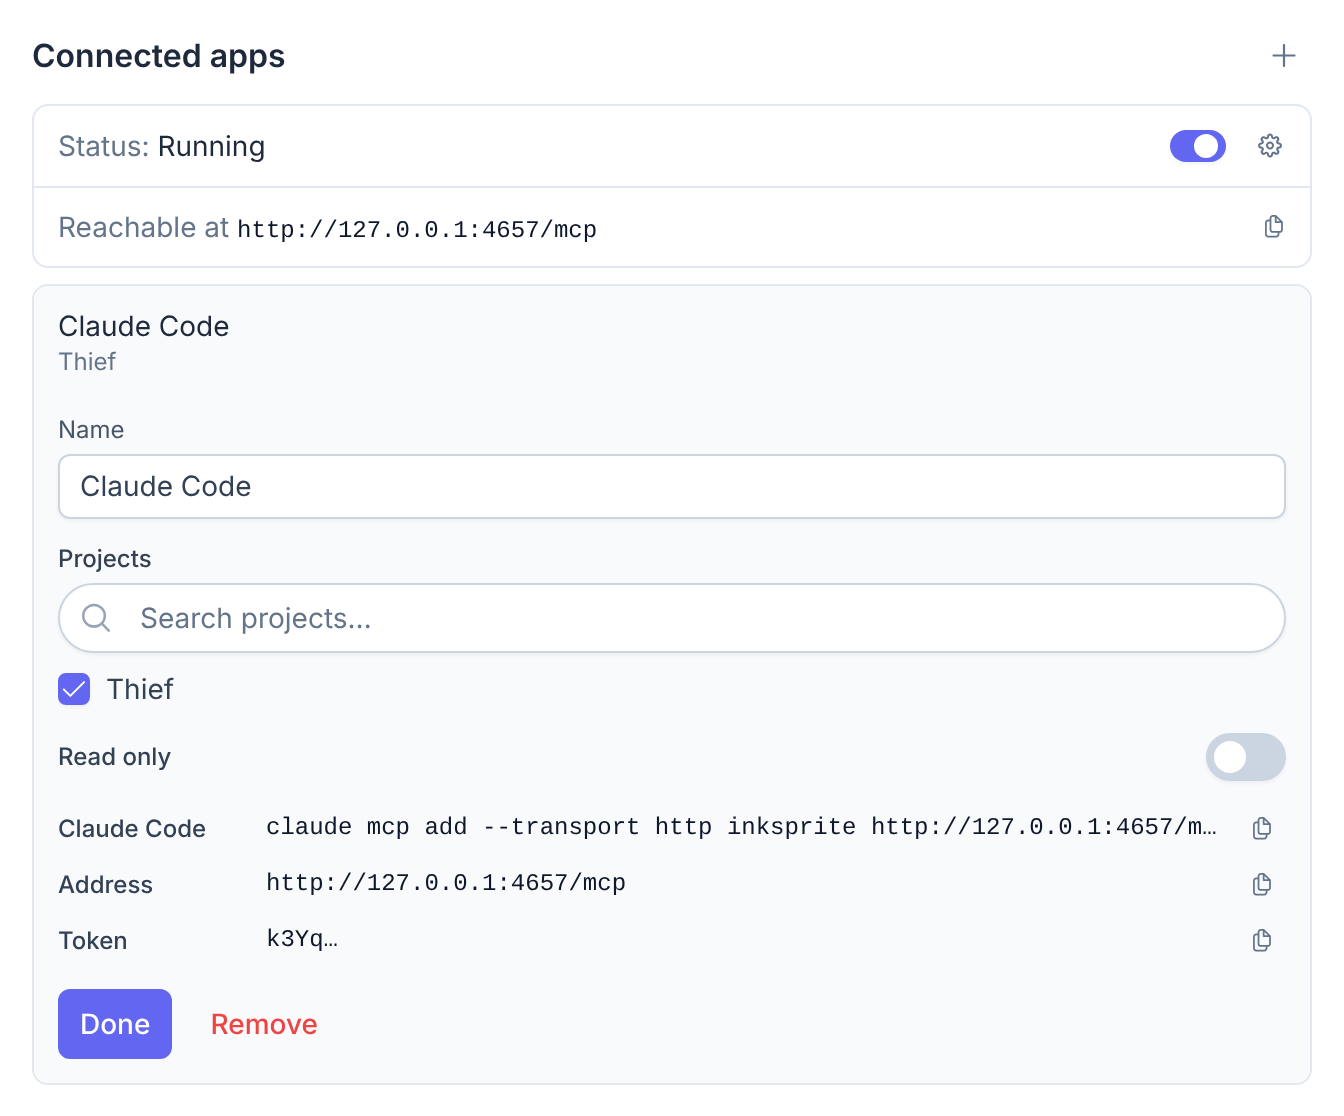 Connected apps
Status: Running
Reachable at http://127.0.0.1:4657/mcp
Claude Code
Thief
Name
Claude Code
Projects
Search projects...
Thief
Read only
Claude Code claude mcp add --transport http inksprite http://127.0.0.1:4657/m…
Address http://127.0.0.1:4657/mcp
Token k3Yq…
Done Remove